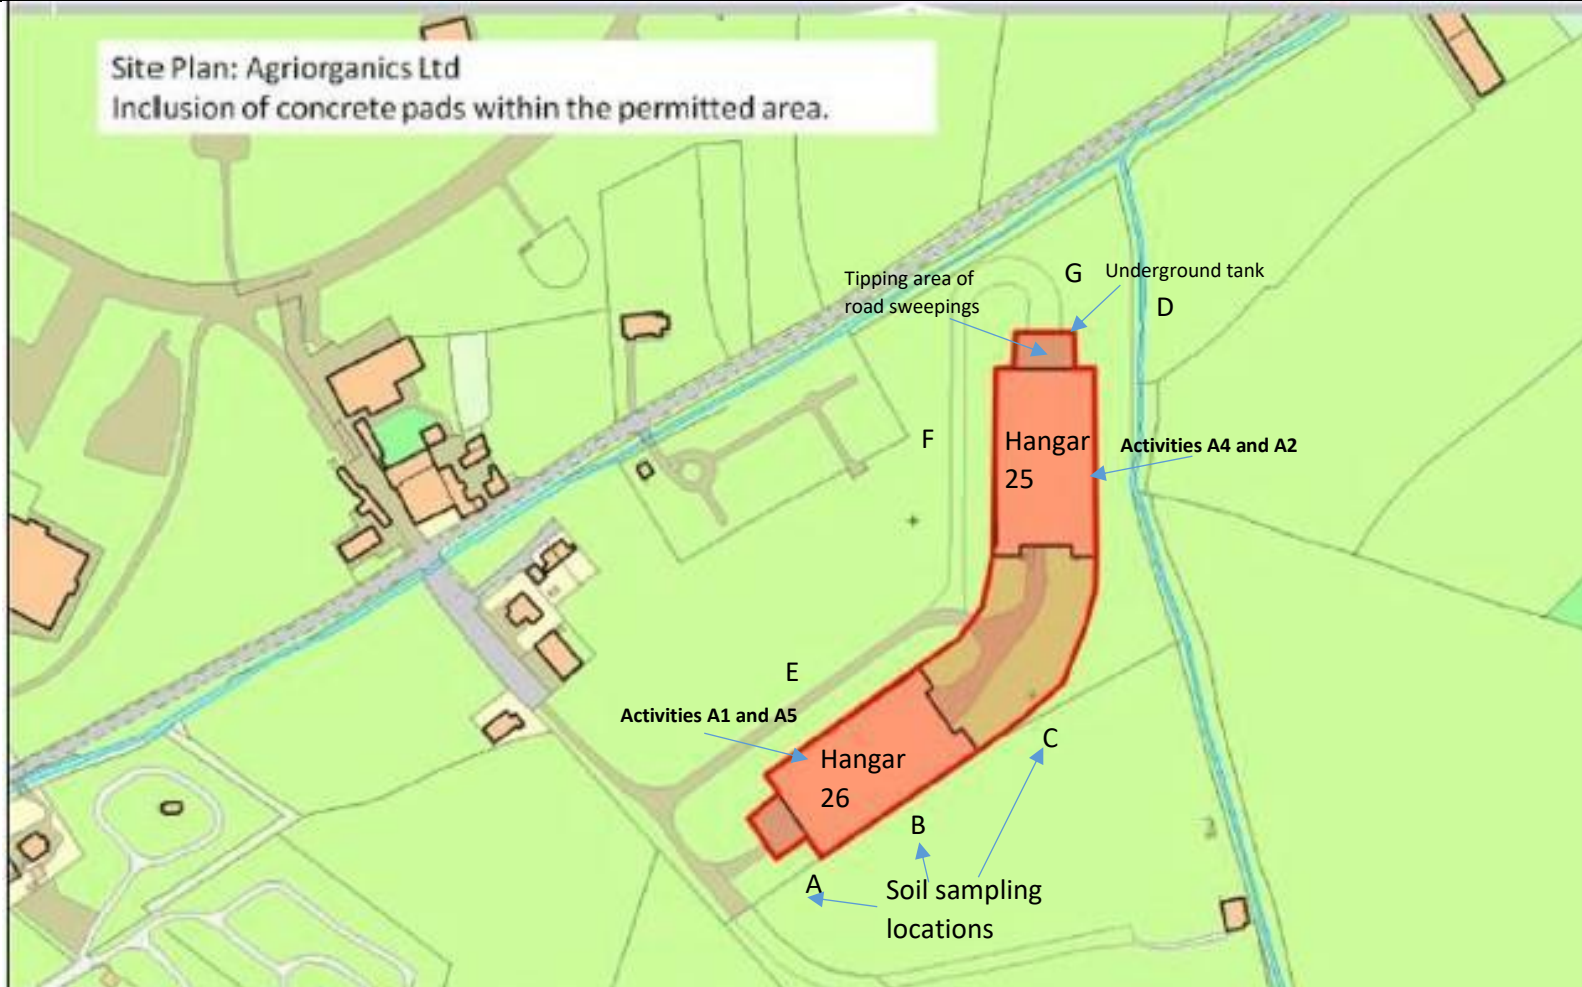 Site Plan: Agriorganics Ltd
Inclusion of concrete pads within the permitted area.
Tipping area of
road sweepings
G
Underground tank
D
F
Hangar
25
Activities A4 and A2
E
Activities A1 and A5
Hangar
26
C
B
A
Soil sampling
locations